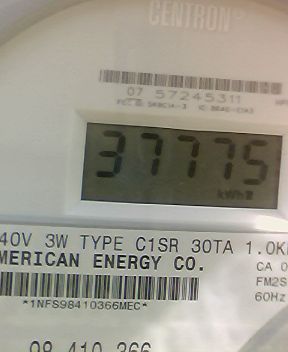 CENTRON®
07 57245311
37775
kWh
40V 3W TYPE C1SR 30TA 1.0K
MERICAN ENERGY CO.
CA 0
FM2S
60Hz
*1NFS98410366MEC*
98 410 366